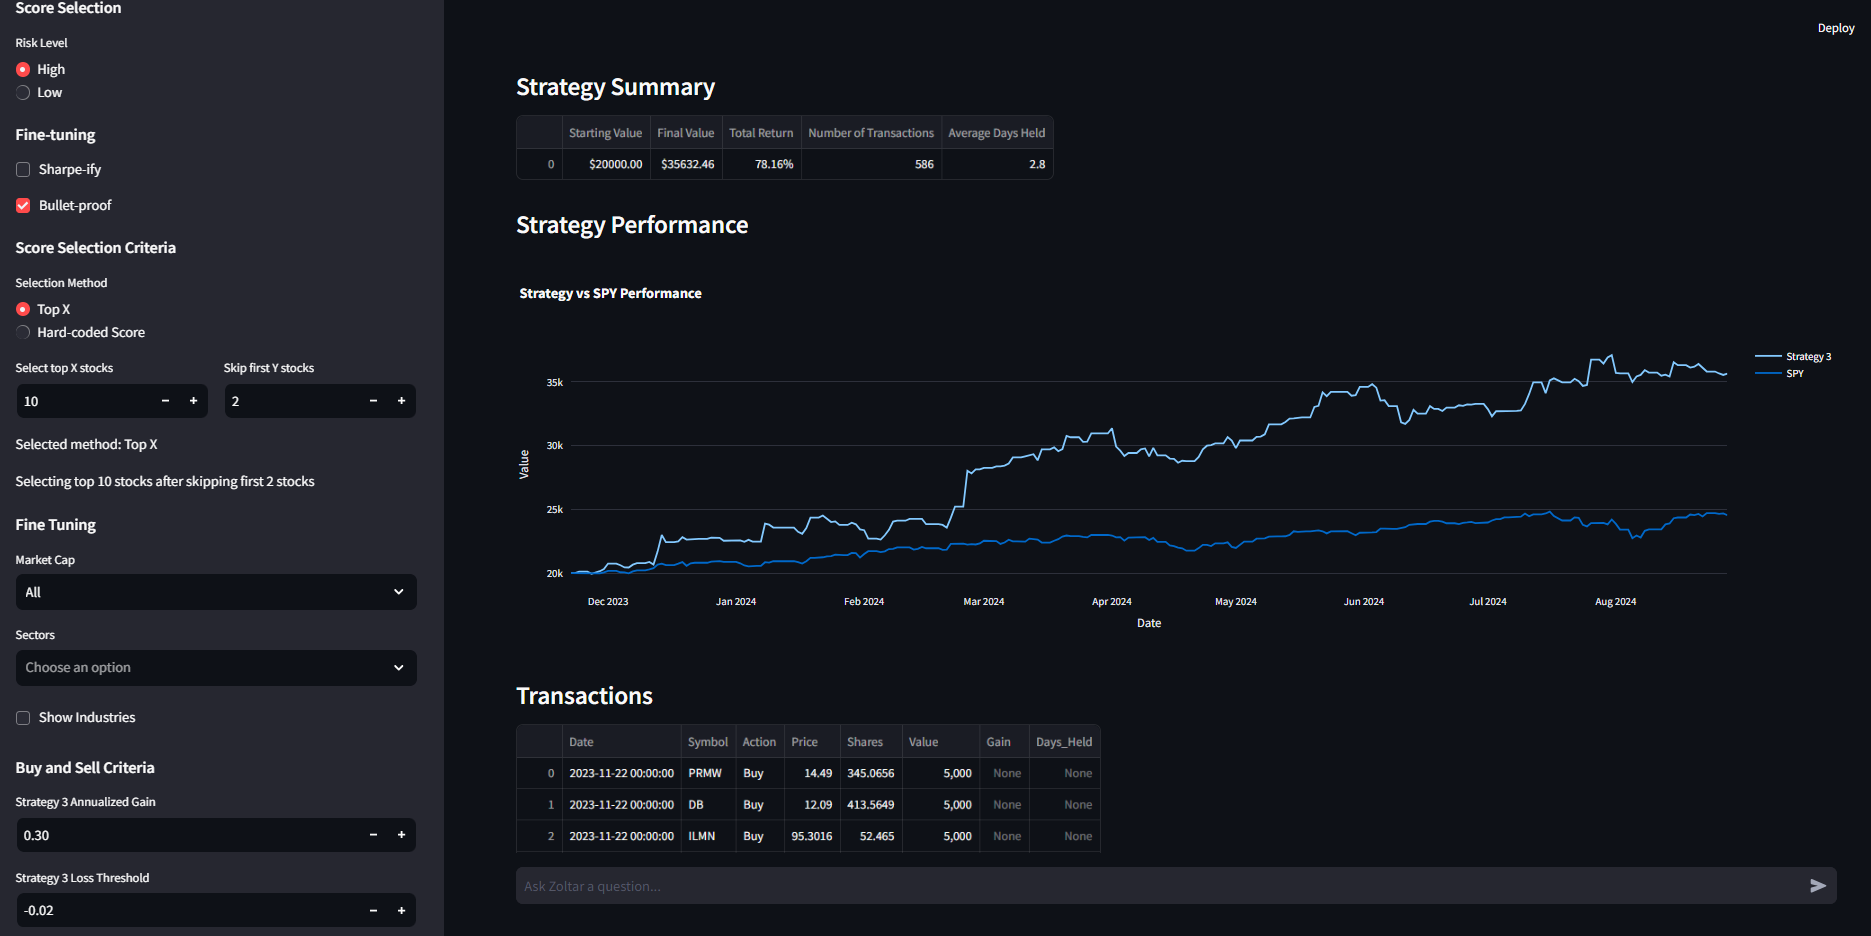 Score Selection
Risk Level
High
Low
Fine-tuning
Sharpe-ify
Bullet-proof
Score Selection Criteria
Selection Method
Top X
Hard-coded Score
Select top X stocks Skip first Y stocks
10 − + 2 − +
Selected method: Top X
Selecting top 10 stocks after skipping first 2 stocks
Fine Tuning
Market Cap
All
Sectors
Choose an option
Show Industries
Buy and Sell Criteria
Strategy 3 Annualized Gain
0.30 − +
Strategy 3 Loss Threshold
-0.02 − +
Deploy
Strategy Summary
Starting Value Final Value Total Return Number of Transactions Average Days Held
0 $20000.00 $35632.46 78.16% 586 2.8
Strategy Performance
Strategy vs SPY Performance
Strategy 3
SPY
35k
30k
25k
20k
Value
Dec 2023 Jan 2024 Feb 2024 Mar 2024 Apr 2024 May 2024 Jun 2024 Jul 2024 Aug 2024
Date
Transactions
Date Symbol Action Price Shares Value Gain Days_Held
0 2023-11-22 00:00:00 PRMW Buy 14.49 345.0656 5,000 None None
1 2023-11-22 00:00:00 DB Buy 12.09 413.5649 5,000 None None
2 2023-11-22 00:00:00 ILMN Buy 95.3016 52.465 5,000 None None
Ask Zoltar a question...